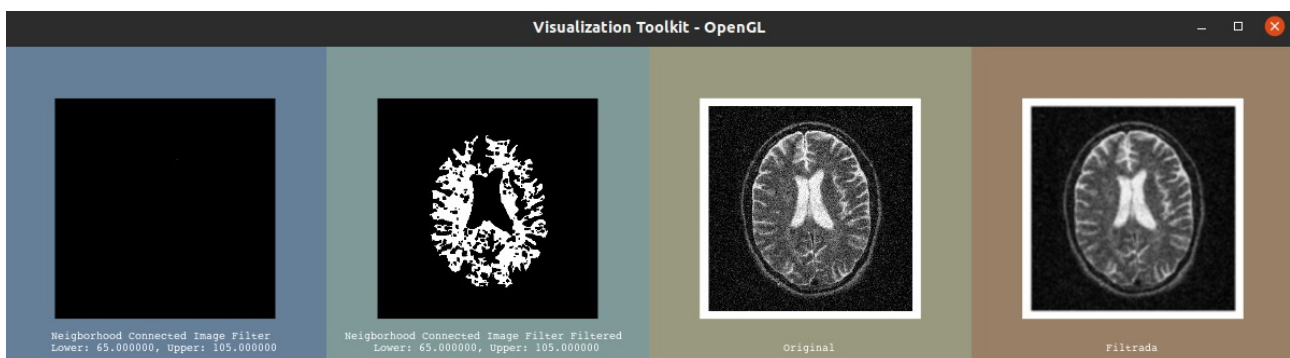 Visualization Toolkit - OpenGL
Neigborhood Connected Image Filter
Lower: 65.000000, Upper: 105.000000
Neigborhood Connected Image Filter Filtered
Lower: 65.000000, Upper: 105.000000
Original
Filtrada